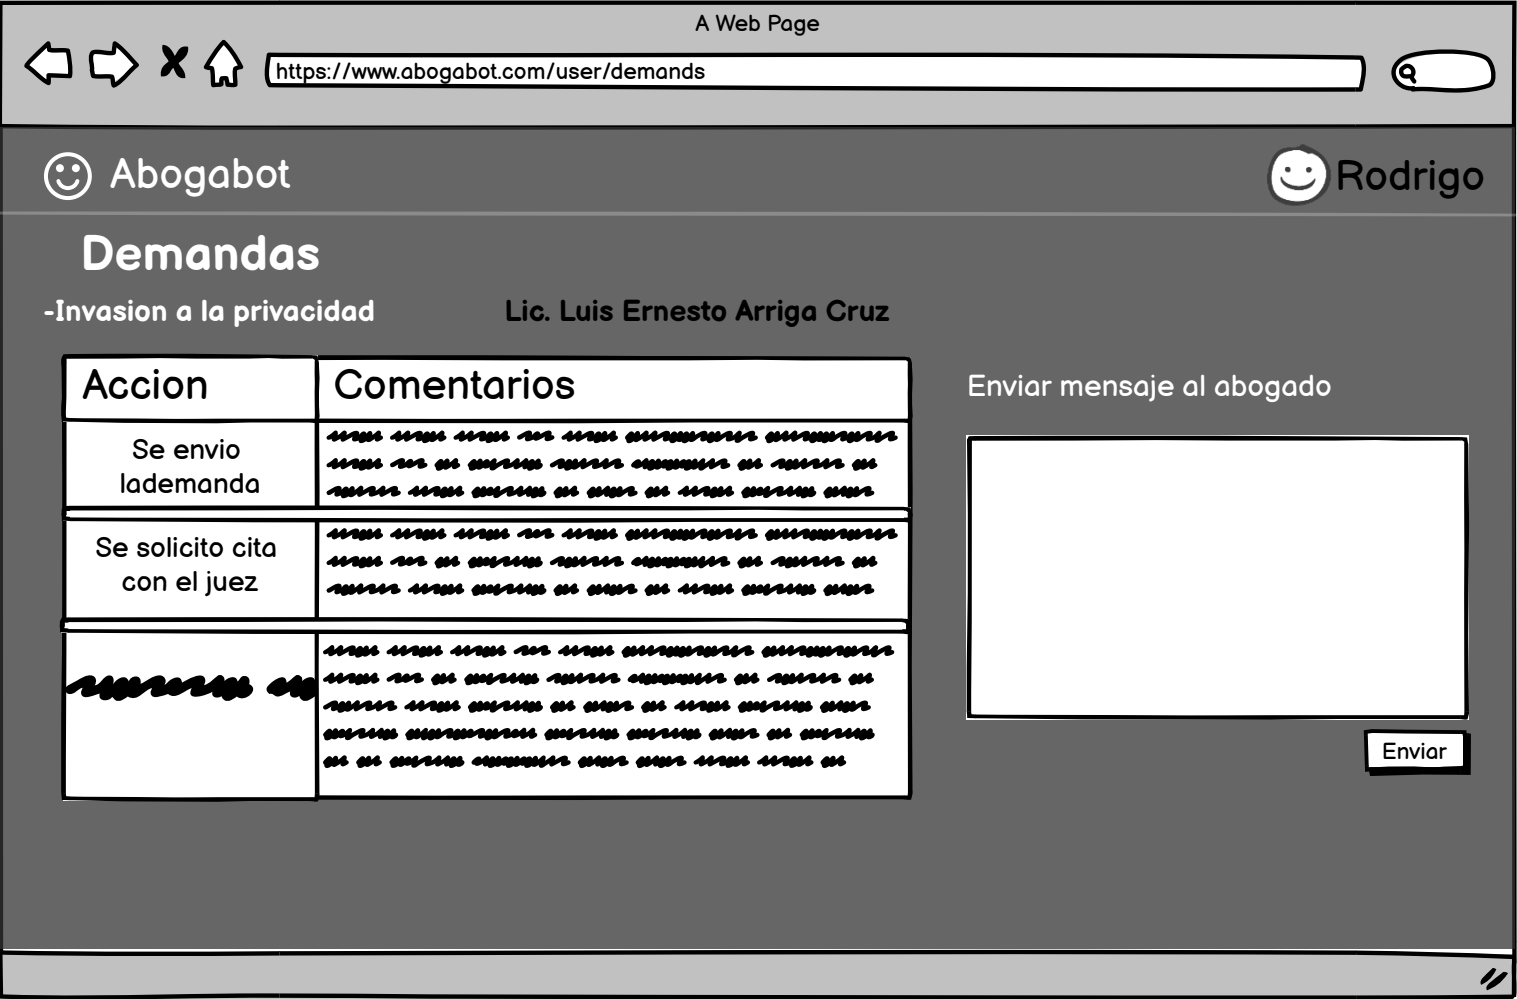 A Web Page
https://www.abogabot.com/user/demands
Abogabot
Rodrigo
Demandas
-Invasion a la privacidad
Lic. Luis Ernesto Arriga Cruz
Accion
Comentarios
Se envio
lademanda
Se solicito cita
con el juez
Enviar mensaje al abogado
Enviar